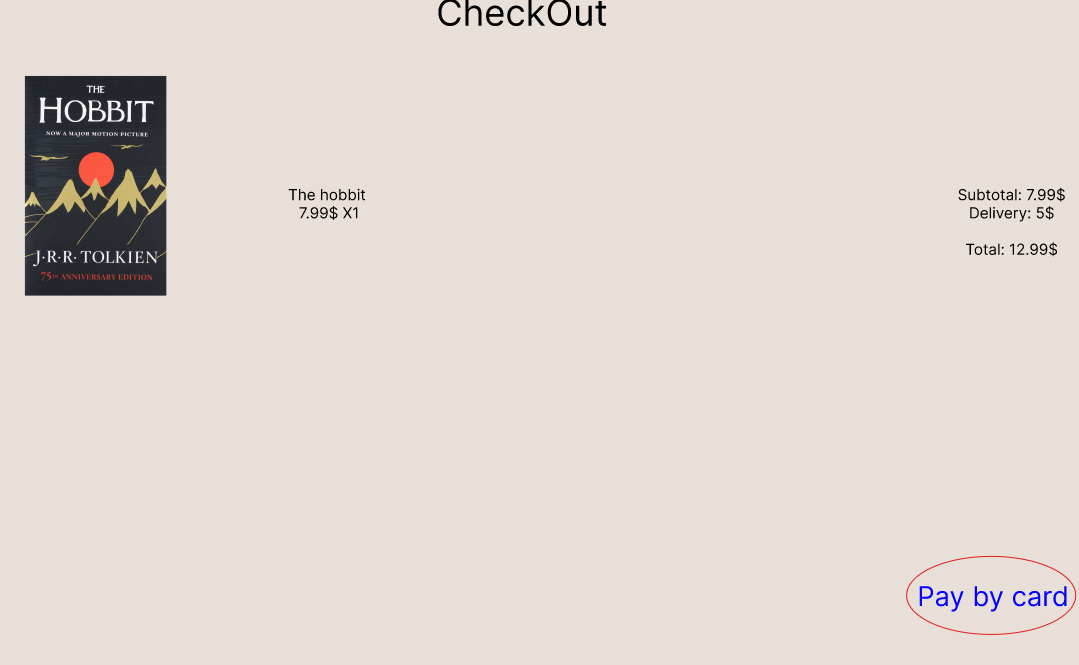 CheckOut
THE
HOBBIT
NOW A MAJOR MOTION PICTURE
J·R·R· TOLKIEN
75TH ANNIVERSARY EDITION
The hobbit
7.99$ X1
Subtotal: 7.99$
Delivery: 5$
Total: 12.99$
Pay by card